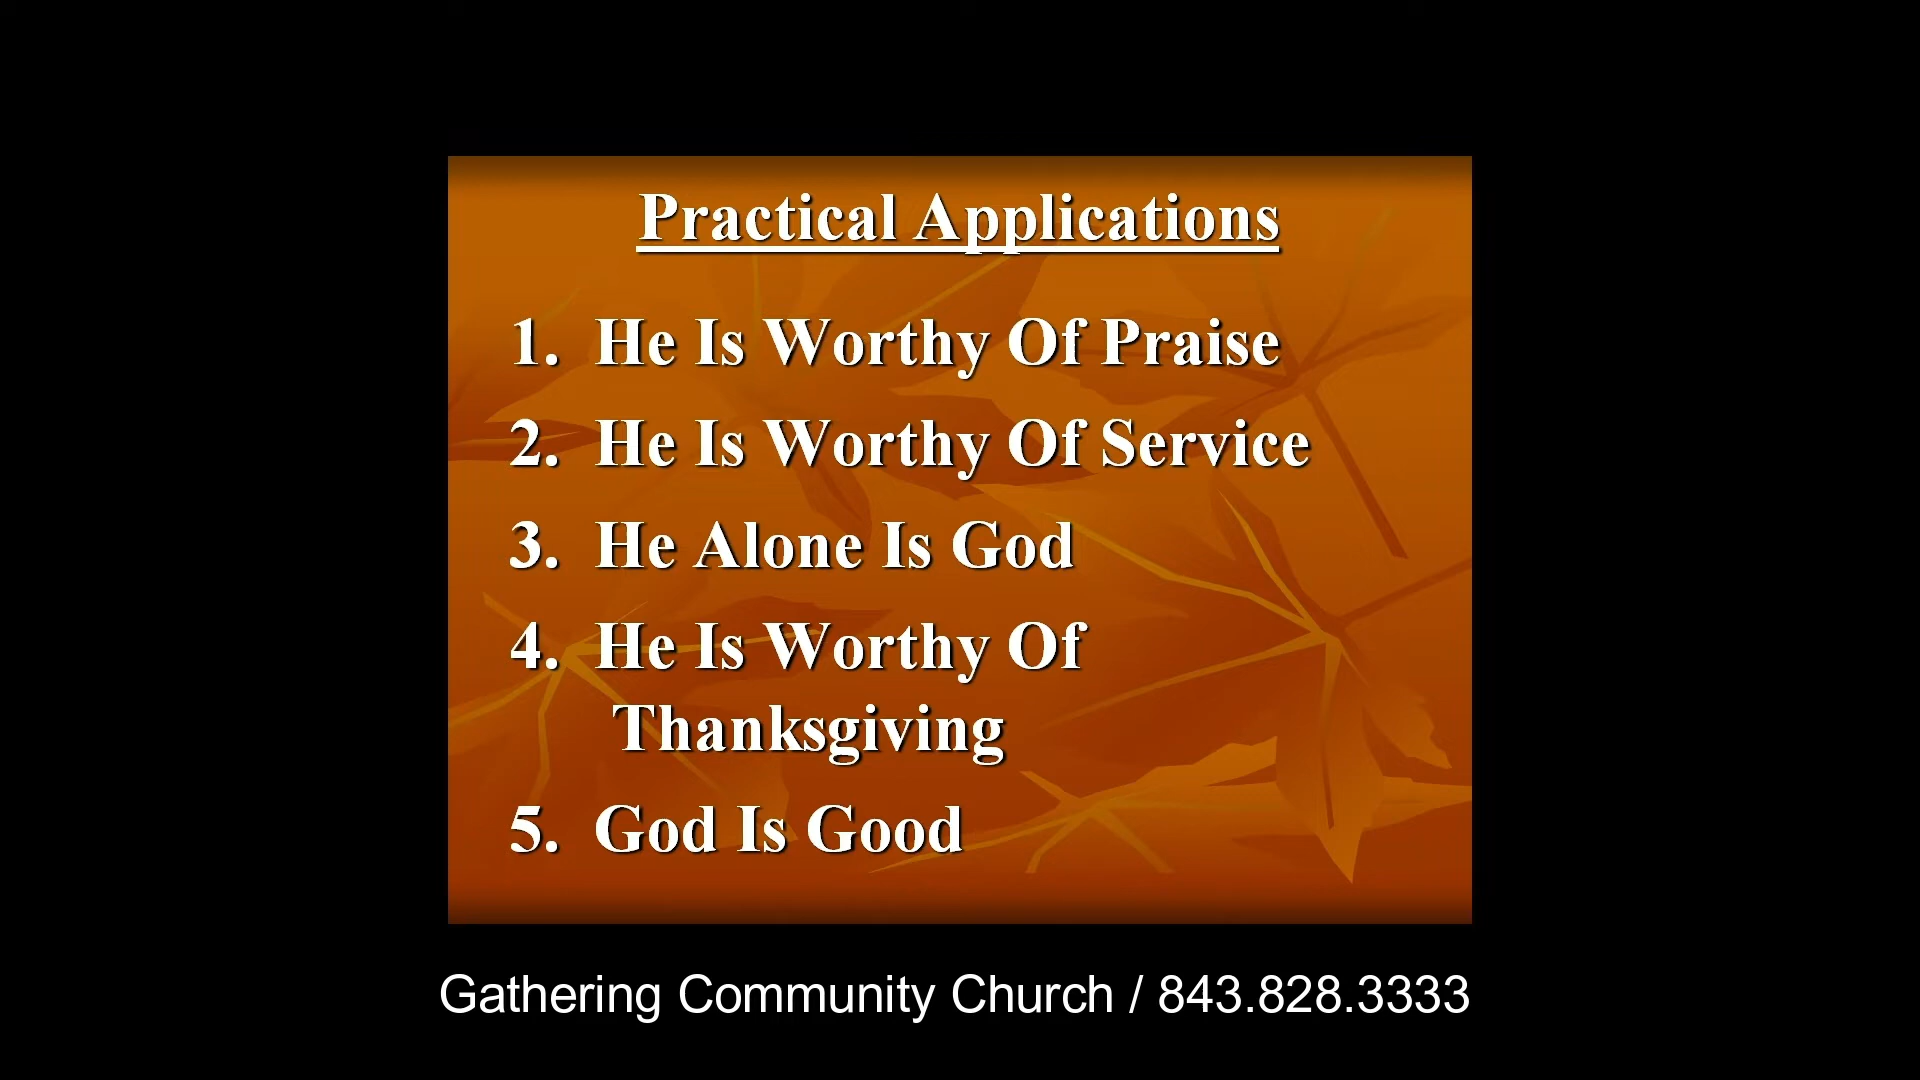 Practical Applications
1. He Is Worthy Of Praise
2. He Is Worthy Of Service
3. He Alone Is God
4. He Is Worthy Of
Thanksgiving
5. God Is Good
Gathering Community Church / 843.828.3333